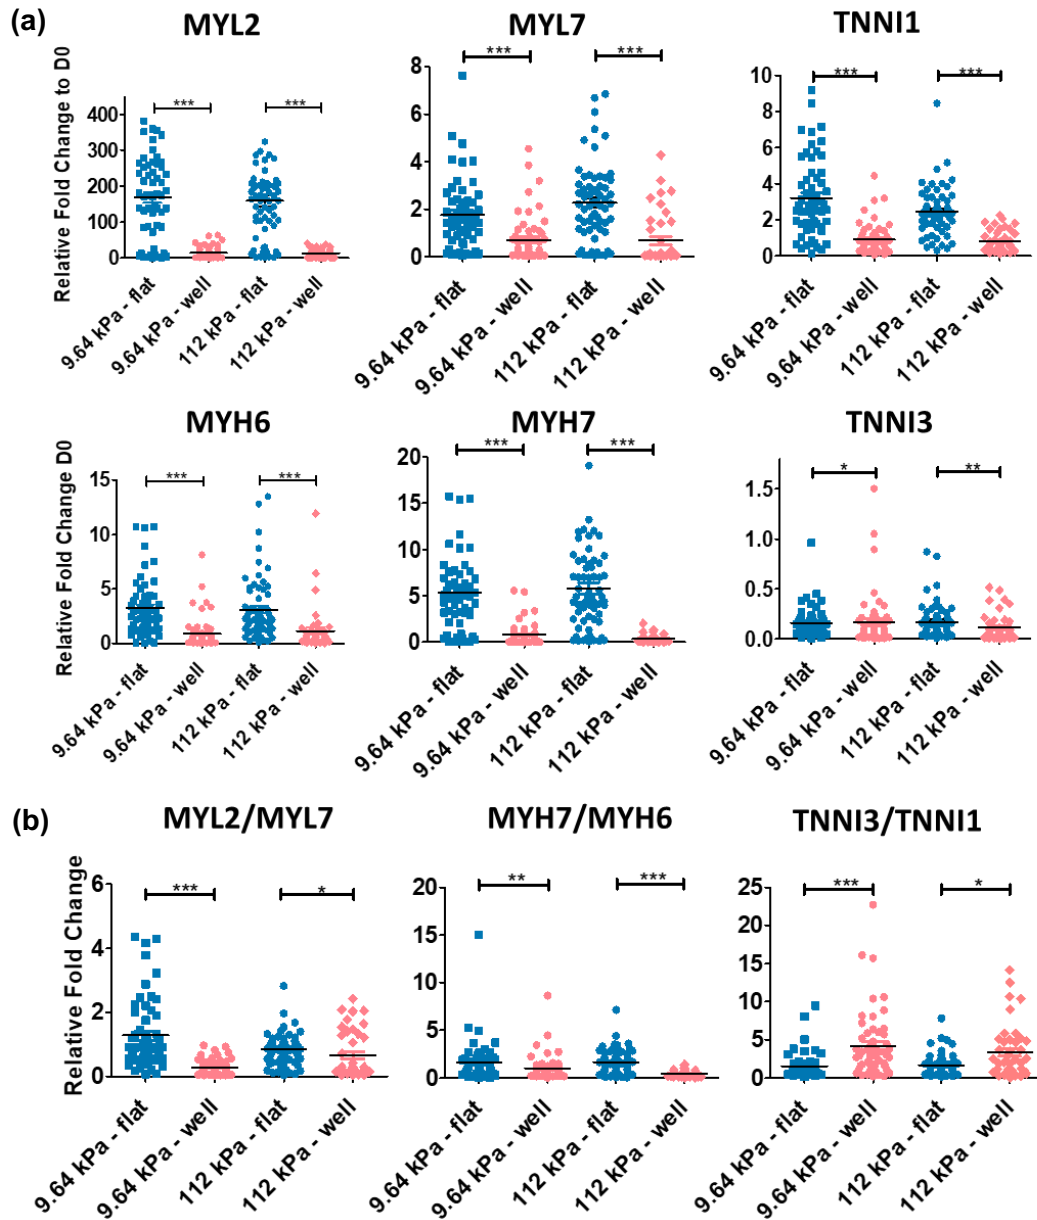 (a)
MYL2
MYL7
TNNI1
Relative Fold Change to D0
400
300
200
100
0
***
***
9.64 kPa - flat
9.64 kPa - well
112 kPa - flat
112 kPa - well
8
6
4
2
0
***
***
9.64 kPa - flat
9.64 kPa - well
112 kPa - flat
112 kPa - well
10
8
6
4
2
0
***
***
9.64 kPa - flat
9.64 kPa - well
112 kPa - flat
112 kPa - well
MYH6
MYH7
TNNI3
Relative Fold Change D0
15
10
5
0
***
***
9.64 kPa - flat
9.64 kPa - well
112 kPa - flat
112 kPa - well
20
15
10
5
0
***
***
9.64 kPa - flat
9.64 kPa - well
112 kPa - flat
112 kPa - well
1.5
1.0
0.5
0.0
*
**
9.64 kPa - flat
9.64 kPa - well
112 kPa - flat
112 kPa - well
(b)
MYL2/MYL7
MYH7/MYH6
TNNI3/TNNI1
Relative Fold Change
6
4
2
0
***
*
9.64 kPa - flat
9.64 kPa - well
112 kPa - flat
112 kPa - well
20
15
10
5
0
**
***
9.64 kPa - flat
9.64 kPa - well
112 kPa - flat
112 kPa - well
25
20
15
10
5
0
***
*
9.64 kPa - flat
9.64 kPa - well
112 kPa - flat
112 kPa - well